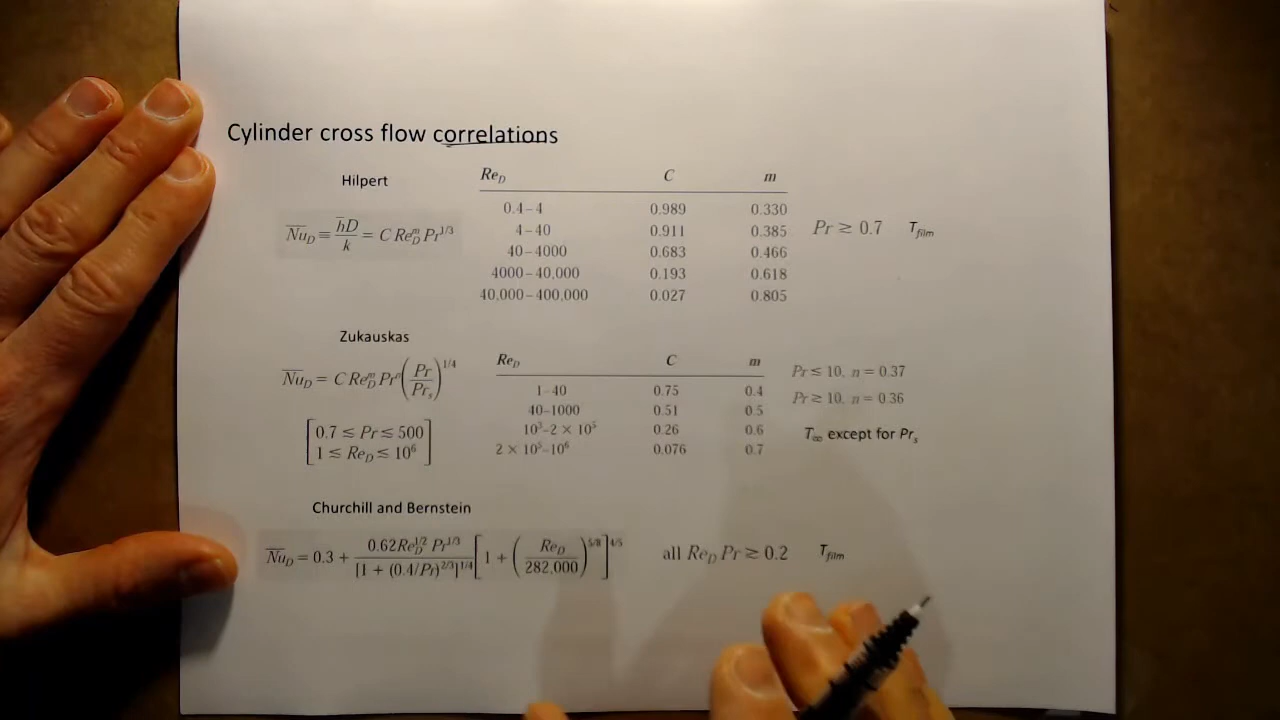 Cylinder cross flow correlations
Hilpert
Re_D C m
0.4–4 0.989 0.330
4–40 0.911 0.385
40–4000 0.683 0.466
4000–40,000 0.193 0.618
40,000–400,000 0.027 0.805
N̅u̅_D ≡ h̅D/k = C Re_D^m Pr^1/3
Pr ≥ 0.7 T_film
Zukauskas
N̅u̅_D = C Re_D^m Pr^n (Pr/Pr_s)^1/4
[0.7 ≲ Pr ≲ 500
1 ≲ Re_D ≲ 10^6]
Re_D C m
1–40 0.75 0.4
40–1000 0.51 0.5
10^3–2 × 10^5 0.26 0.6
2 × 10^5–10^6 0.076 0.7
Pr ≤ 10, n = 0.37
Pr ≥ 10, n = 0.36
T_∞ except for Pr_s
Churchill and Bernstein
N̅u̅_D = 0.3 + 0.62 Re_D^1/2 Pr^1/3 / [1 + (0.4/Pr)^2/3]^1/4 [1 + (Re_D/282,000)^5/8]^4/5
all Re_D Pr ≥ 0.2 T_film